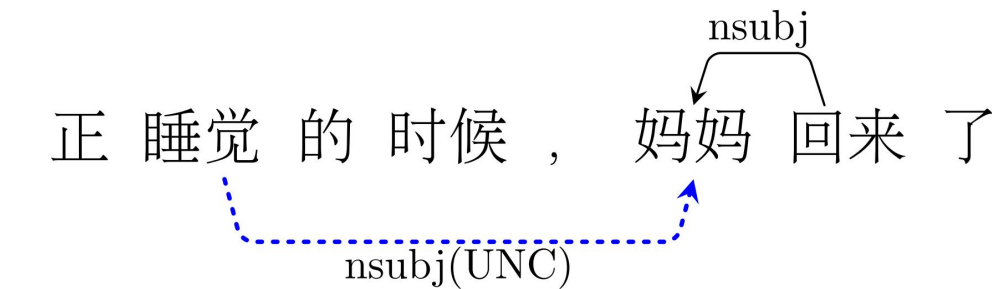 nsubj
正 睡觉 的 时候 , 妈妈 回来 了
nsubj(UNC)